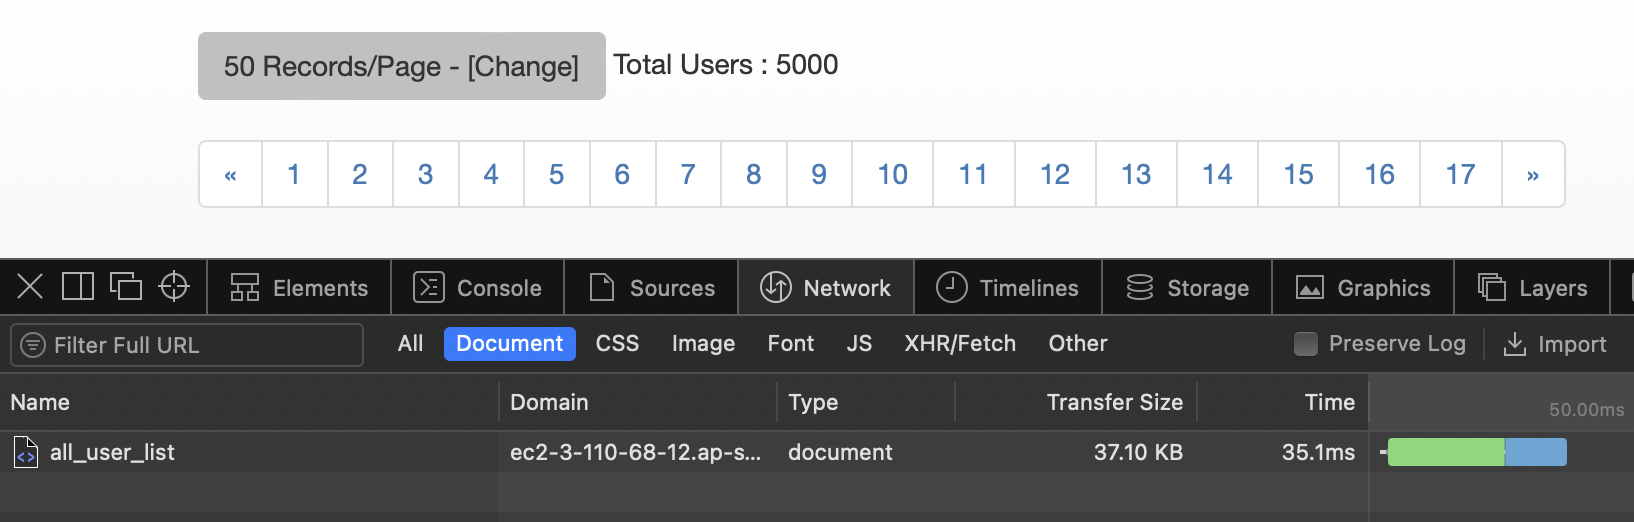 50 Records/Page - [Change] Total Users : 5000
« 1 2 3 4 5 6 7 8 9 10 11 12 13 14 15 16 17 »
Elements Console Sources Network Timelines Storage Graphics Layers
Filter Full URL All Document CSS Image Font JS XHR/Fetch Other Preserve Log Import
Name Domain Type Transfer Size Time 50.00ms
all_user_list ec2-3-110-68-12.ap-s... document 37.10 KB 35.1ms